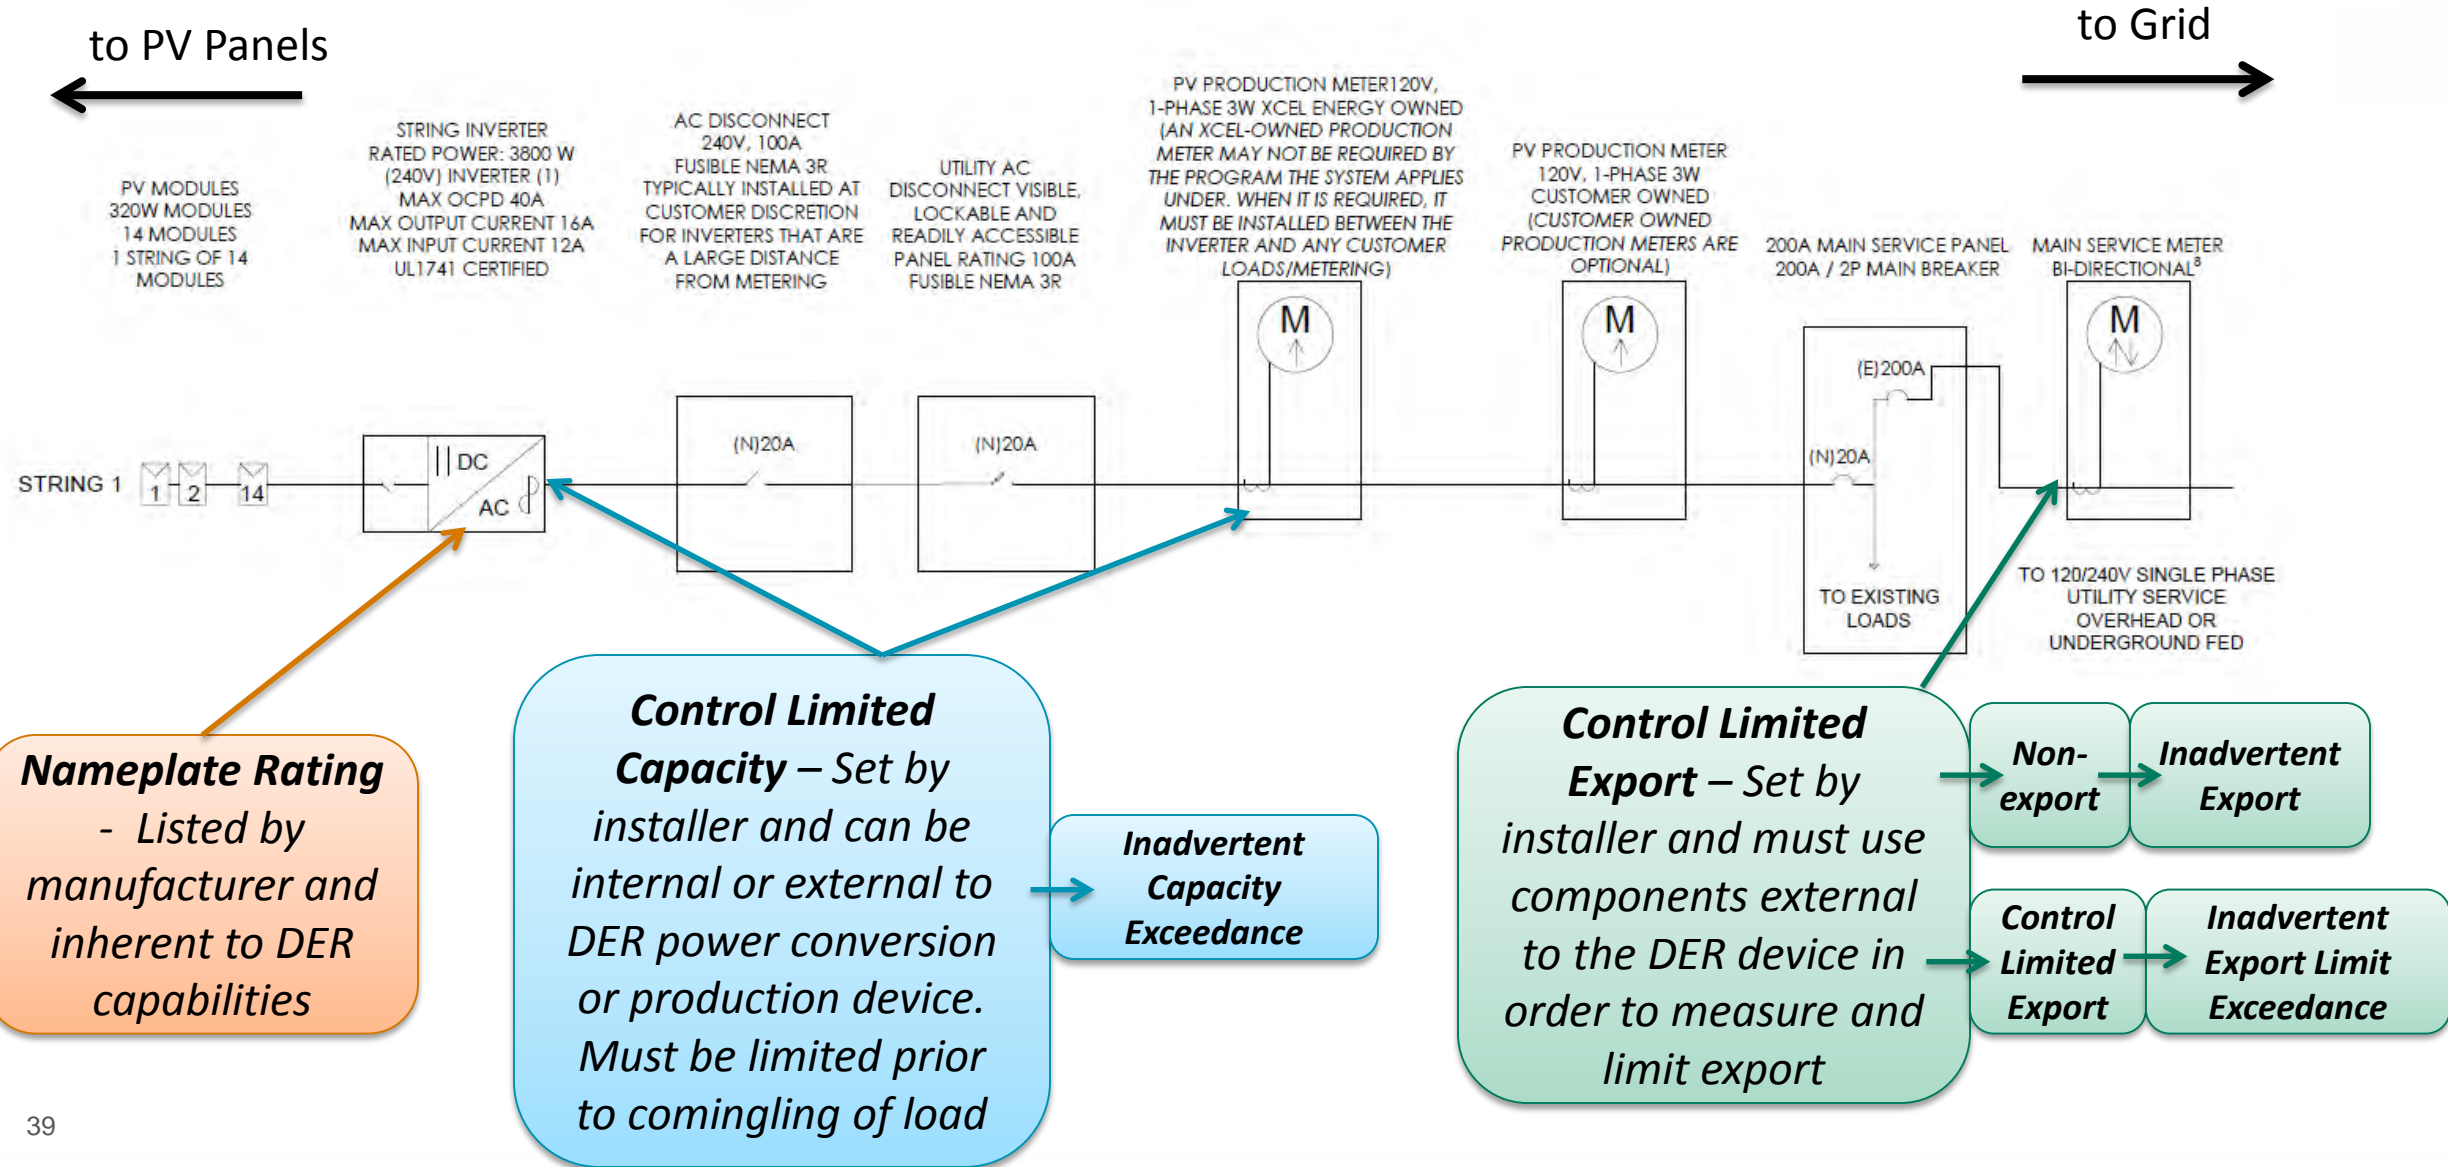 to PV Panels
to Grid
PV MODULES
320W MODULES
14 MODULES
1 STRING OF 14
MODULES
STRING INVERTER
RATED POWER: 3800 W
(240V) INVERTER (1)
MAX OCPD 40A
MAX OUTPUT CURRENT 16A
MAX INPUT CURRENT 12A
UL1741 CERTIFIED
AC DISCONNECT
240V, 100A
FUSIBLE NEMA 3R
TYPICALLY INSTALLED AT
CUSTOMER DISCRETION
FOR INVERTERS THAT ARE
A LARGE DISTANCE
FROM METERING
UTILITY AC
DISCONNECT VISIBLE,
LOCKABLE AND
READILY ACCESSIBLE
PANEL RATING 100A
FUSIBLE NEMA 3R
PV PRODUCTION METER120V,
1-PHASE 3W XCEL ENERGY OWNED
(AN XCEL-OWNED PRODUCTION
METER MAY NOT BE REQUIRED BY
THE PROGRAM THE SYSTEM APPLIES
UNDER. WHEN IT IS REQUIRED, IT
MUST BE INSTALLED BETWEEN THE
INVERTER AND ANY CUSTOMER
LOADS/METERING)
PV PRODUCTION METER
120V, 1-PHASE 3W
CUSTOMER OWNED
(CUSTOMER OWNED
PRODUCTION METERS ARE
OPTIONAL)
200A MAIN SERVICE PANEL
200A / 2P MAIN BREAKER
MAIN SERVICE METER
BI-DIRECTIONAL⁸
M
M
M
(E)200A
(N)20A
(N)20A
(N)20A
STRING 1
1
2
14
DC
AC
TO EXISTING
LOADS
TO 120/240V SINGLE PHASE
UTILITY SERVICE
OVERHEAD OR
UNDERGROUND FED
Nameplate Rating
- Listed by
manufacturer and
inherent to DER
capabilities
Control Limited
Capacity – Set by
installer and can be
internal or external to
DER power conversion
or production device.
Must be limited prior
to comingling of load
Inadvertent
Capacity
Exceedance
Control Limited
Export – Set by
installer and must use
components external
to the DER device in
order to measure and
limit export
Non-
export
Inadvertent
Export
Control
Limited
Export
Inadvertent
Export Limit
Exceedance
39